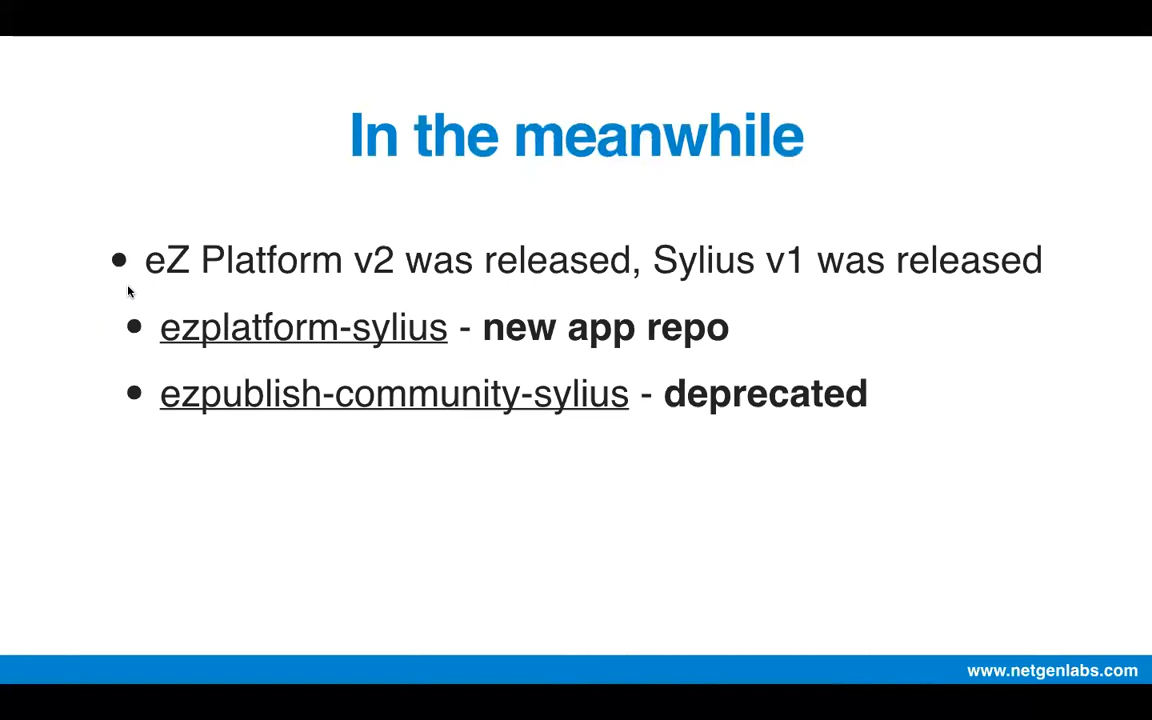 In the meanwhile
• eZ Platform v2 was released, Sylius v1 was released
• ezplatform-sylius - new app repo
• ezpublish-community-sylius - deprecated
www.netgenlabs.com